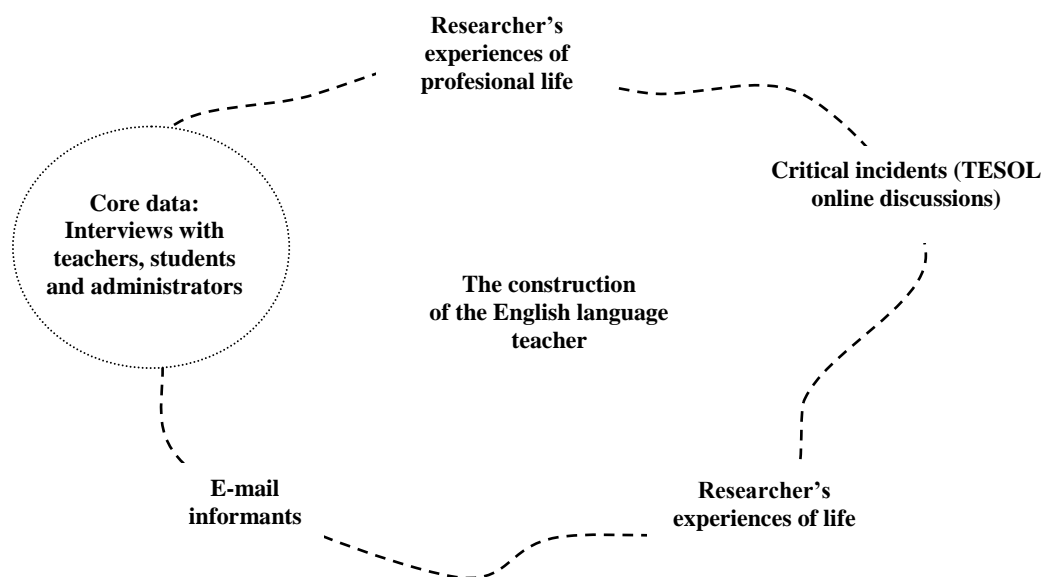 Researcher's
experiences of
profesional life
Critical incidents (TESOL
online discussions)
Core data:
Interviews with
teachers, students
and administrators
The construction
of the English language
teacher
E-mail
informants
Researcher's
experiences of life